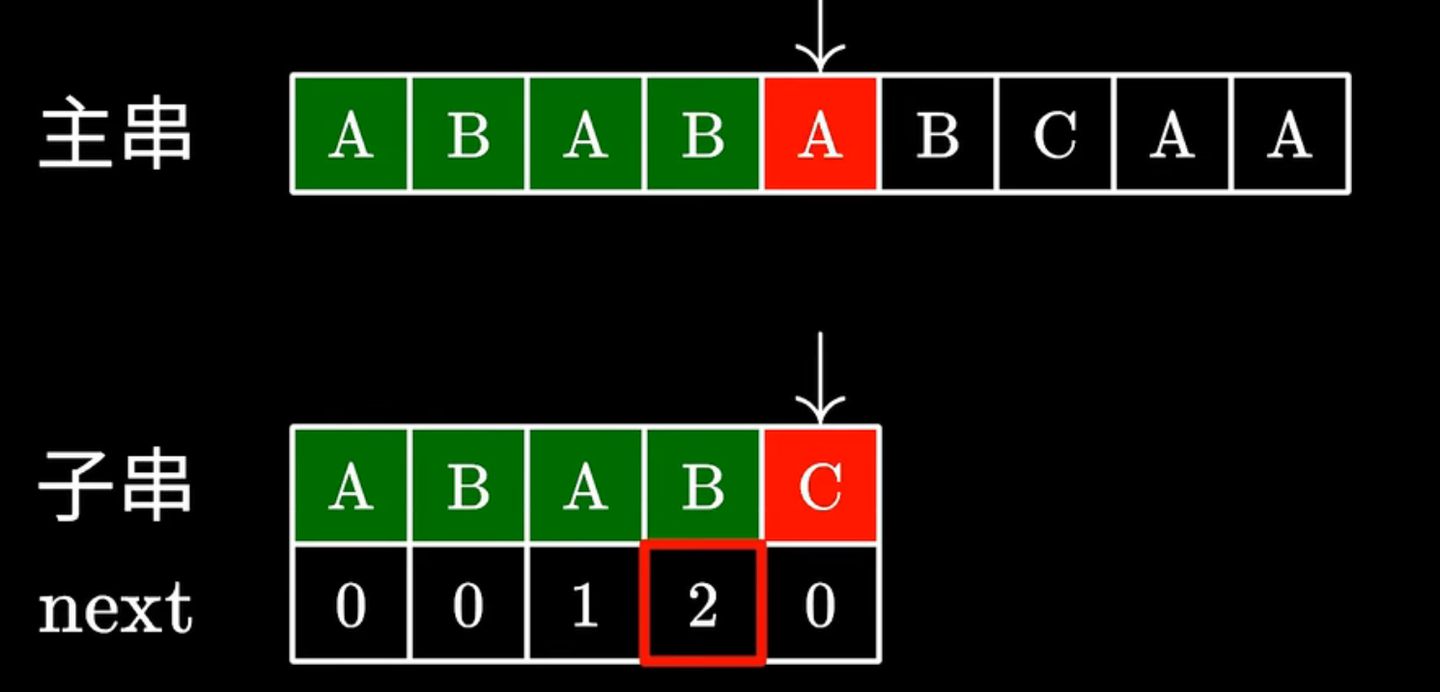 主串 A B A B A B C A A
子串 A B A B C
next 0 0 1 2 0